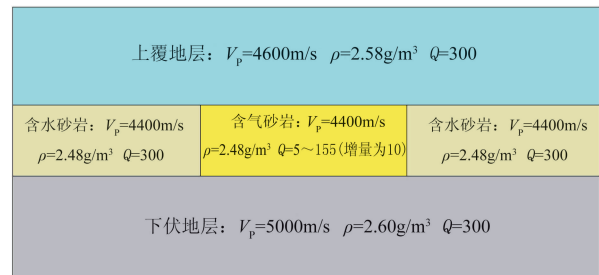 上覆地层：VP=4600m/s ρ=2.58g/m³ Q=300
含水砂岩：VP=4400m/s
ρ=2.48g/m³ Q=300
含气砂岩：VP=4400m/s
ρ=2.48g/m³ Q=5～155(增量为10)
含水砂岩：VP=4400m/s
ρ=2.48g/m³ Q=300
下伏地层：VP=5000m/s ρ=2.60g/m³ Q=300